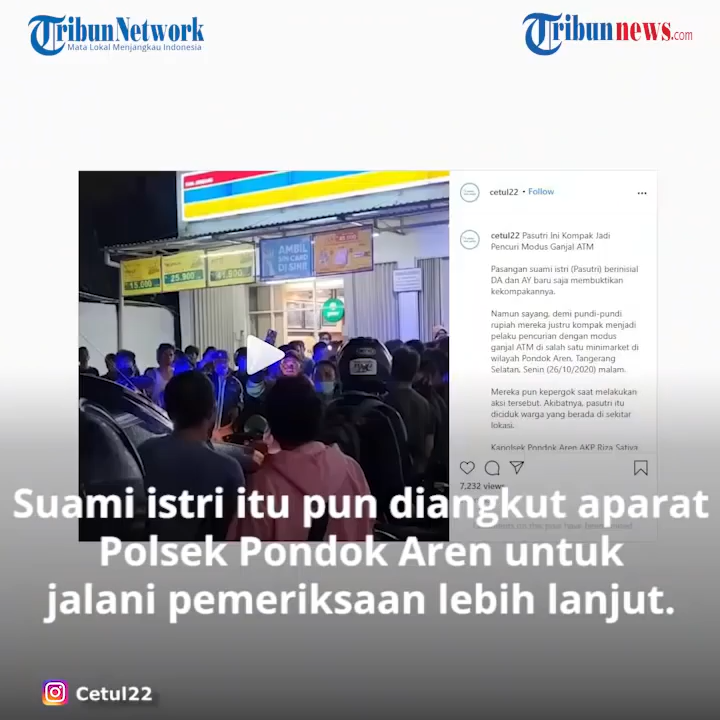 TribunNetwork
Mata Lokal Menjangkau Indonesia
Tribunnews.com
cetul22 • Follow
cetul22 Pasutri Ini Kompak Jadi
Pencuri Modus Ganjal ATM
Pasangan suami istri (Pasutri) berinisial
DA dan AY baru saja membuktikan
kekompakannya.
Namun sayang, demi pundi-pundi
rupiah mereka justru kompak menjadi
pelaku pencurian dengan modus
ganjal ATM di salah satu minimarket di
wilayah Pondok Aren, Tangerang
Selatan, Senin (26/10/2020) malam.
Mereka pun kepergok saat melakukan
aksi tersebut. Akibatnya, pasutri itu
diciduk warga yang berada di sekitar
lokasi.
Kapolsek Pondok Aren AKP Riza Sativa
7,232 views
AMBIL
SIM CARD
DI SINI
15.000
25.900
41.900
Suami istri itu pun diangkut aparat
Polsek Pondok Aren untuk
jalani pemeriksaan lebih lanjut.
Cetul22